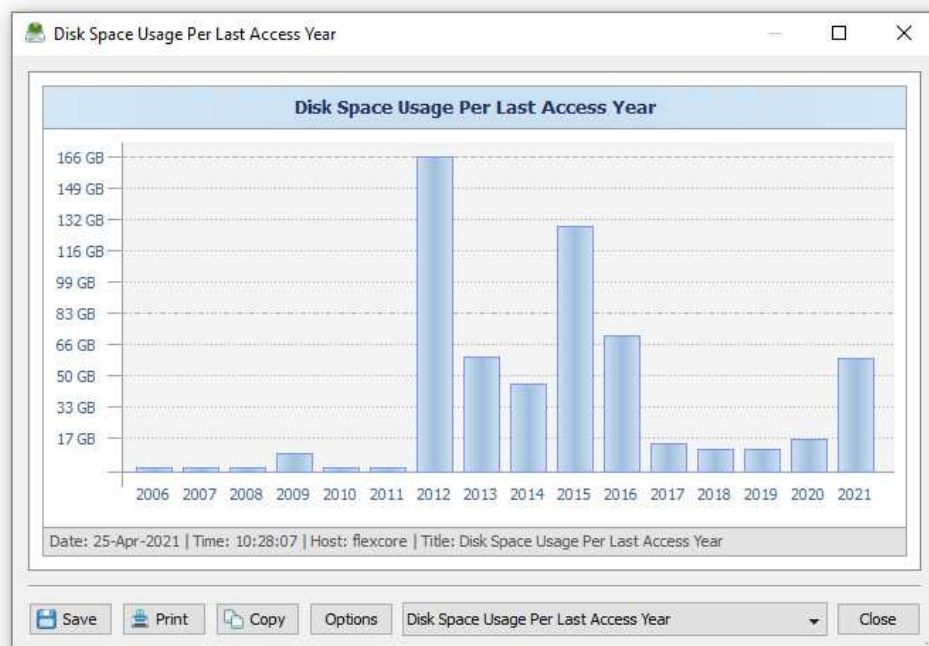 Disk Space Usage Per Last Access Year
Disk Space Usage Per Last Access Year
166 GB
149 GB
132 GB
116 GB
99 GB
83 GB
66 GB
50 GB
33 GB
17 GB
2006 2007 2008 2009 2010 2011 2012 2013 2014 2015 2016 2017 2018 2019 2020 2021
Date: 25-Apr-2021 | Time: 10:28:07 | Host: flexcore | Title: Disk Space Usage Per Last Access Year
Save Print Copy Options Disk Space Usage Per Last Access Year Close